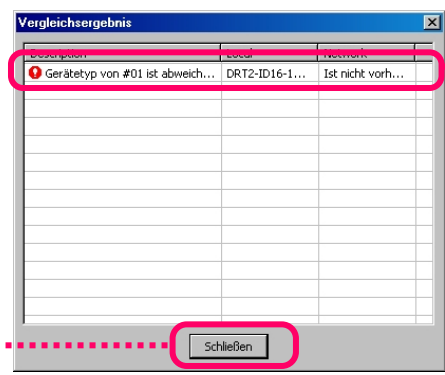 Vergleichsergebnis
Description Local Network
Gerätetyp von #01 ist abweich... DRT2-ID16-1... Ist nicht vorh...
Schließen